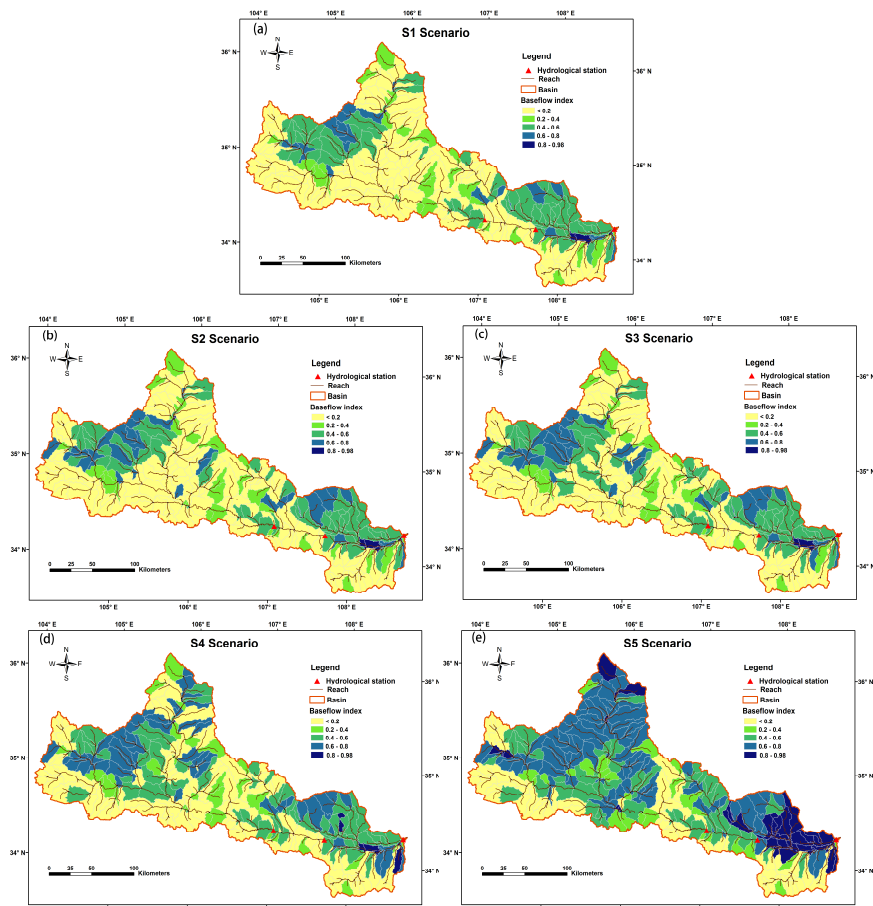 104° E 105° E 106° E 107° E 108° E
(a)
S1 Scenario
36° N
N
W E
S
Legend
Hydrological station
Reach
Basin
Baseflow index
< 0.2
0.2 - 0.4
0.4 - 0.6
0.6 - 0.8
0.8 - 0.98
36° N
35° N
35° N
34° N
34° N
0 25 50 100
Kilometers
105° E 106° E 107° E 108° E
104° E 105° E 106° E 107° E 108° E
(b)
S2 Scenario
36° N
N
W E
S
Legend
Hydrological station
Reach
Basin
Baseflow index
< 0.2
0.2 - 0.4
0.4 - 0.6
0.6 - 0.8
0.8 - 0.98
36° N
35° N
35° N
34° N
34° N
0 25 50 100
Kilometers
105° E 106° E 107° E 108° E
104° E 105° E 106° E 107° E 108° E
(c)
S3 Scenario
36° N
N
W E
S
Legend
Hydrological station
Reach
Basin
Baseflow index
< 0.2
0.2 - 0.4
0.4 - 0.6
0.6 - 0.8
0.8 - 0.98
36°
35° N
34°
34° N
34°
0 25 50 100
Kilometers
105° E 106° E 107° E 108° E
104° E 105° E 106° E 107° E 108° E
(d)
S4 Scenario
36° N
N
W
S
Legend
Hydrological station
Reach
Basin
Baseflow index
< 0.2
0.2 - 0.4
0.4 - 0.6
0.6 - 0.8
0.8 - 0.98
36° N
35° N
34° N
34° N
0 25 50 100
Kilometers
104° E 105° E 106° E 107° E 108° E
(e)
S5 Scenario
36° N
N
W
S
Legend
Hydrological station
Reach
Basin
Baseflow index
< 0.2
0.2 - 0.4
0.4 - 0.6
0.6 - 0.8
0.8 - 0.98
36° N
35° N
34° N
34° N
0 25 50 100
Kilometers